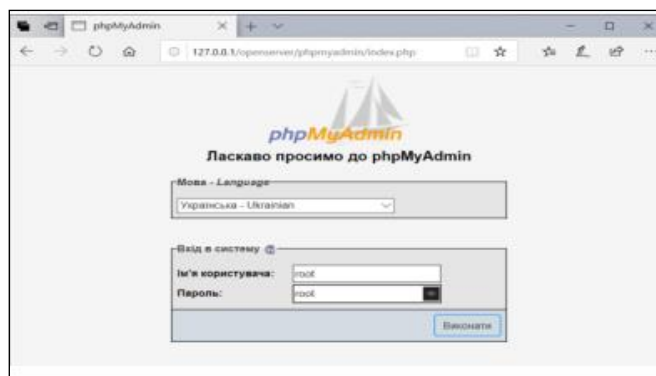 phpMyAdmin
127.0.0.1/openserver/phpmyadmin/index.php
phpMyAdmin
Ласкаво просимо до phpMyAdmin
Мова - Language
Українська - Ukrainian
Вхід в систему
Ім'я користувача:
root
Пароль:
root
Виконати